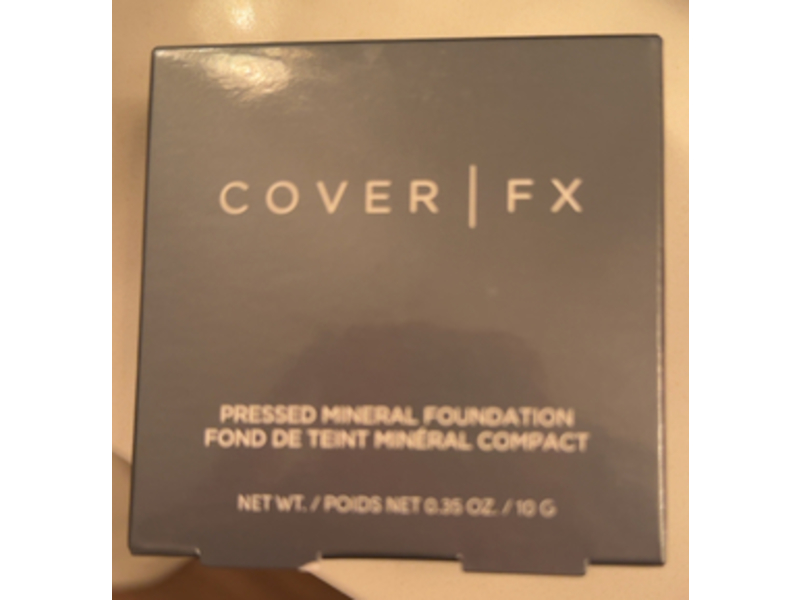 COVER | FX
PRESSED MINERAL FOUNDATION
FOND DE TEINT MINÉRAL COMPACT
NET WT. / POIDS NET 0.35 OZ. / 10 G